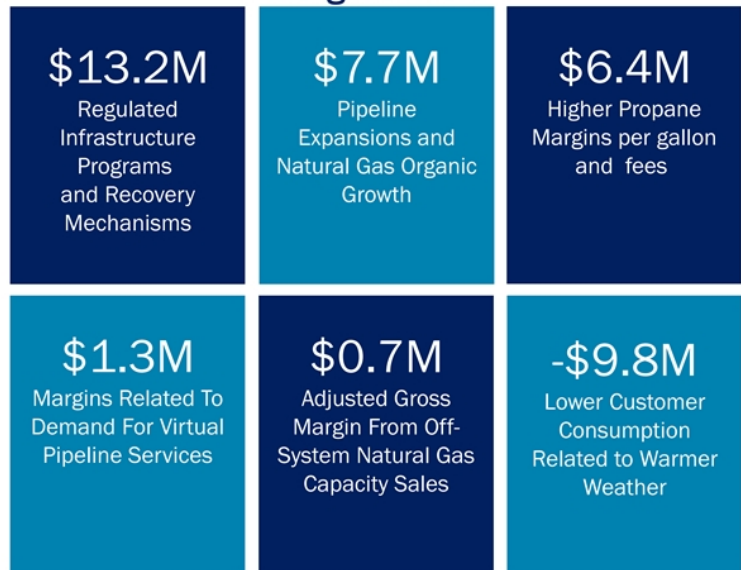 $13.2M
Regulated
Infrastructure
Programs
and Recovery
Mechanisms
$7.7M
Pipeline
Expansions and
Natural Gas Organic
Growth
$6.4M
Higher Propane
Margins per gallon
and fees
$1.3M
Margins Related To
Demand For Virtual
Pipeline Services
$0.7M
Adjusted Gross
Margin From Off-
System Natural Gas
Capacity Sales
-$9.8M
Lower Customer
Consumption
Related to Warmer
Weather